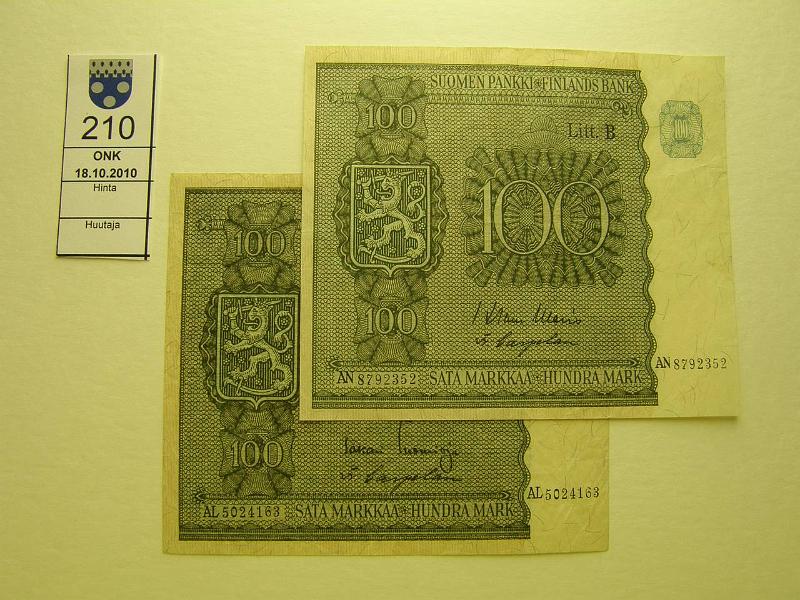 210
ONK
18.10.2010
Hinta
Huutaja
SUOMEN PANKKI FINLANDS BANK
100
Litt. B
100
100
100
AN 8792352
AN 8792352 SATA MARKKAA HUNDRA MARK
100
100
AL 5024163
AL 5024163 SATA MARKKAA HUNDRA MARK